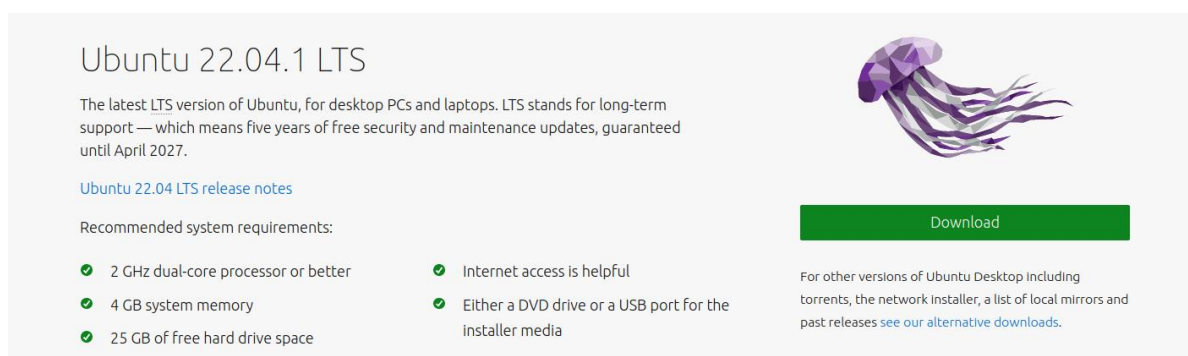 Ubuntu 22.04.1 LTS
The latest LTS version of Ubuntu, for desktop PCs and laptops. LTS stands for long-term
support — which means five years of free security and maintenance updates, guaranteed
until April 2027.
Ubuntu 22.04 LTS release notes
Recommended system requirements:
2 GHz dual-core processor or better
4 GB system memory
25 GB of free hard drive space
Internet access is helpful
Either a DVD drive or a USB port for the
installer media
Download
For other versions of Ubuntu Desktop including
torrents, the network installer, a list of local mirrors and
past releases see our alternative downloads.